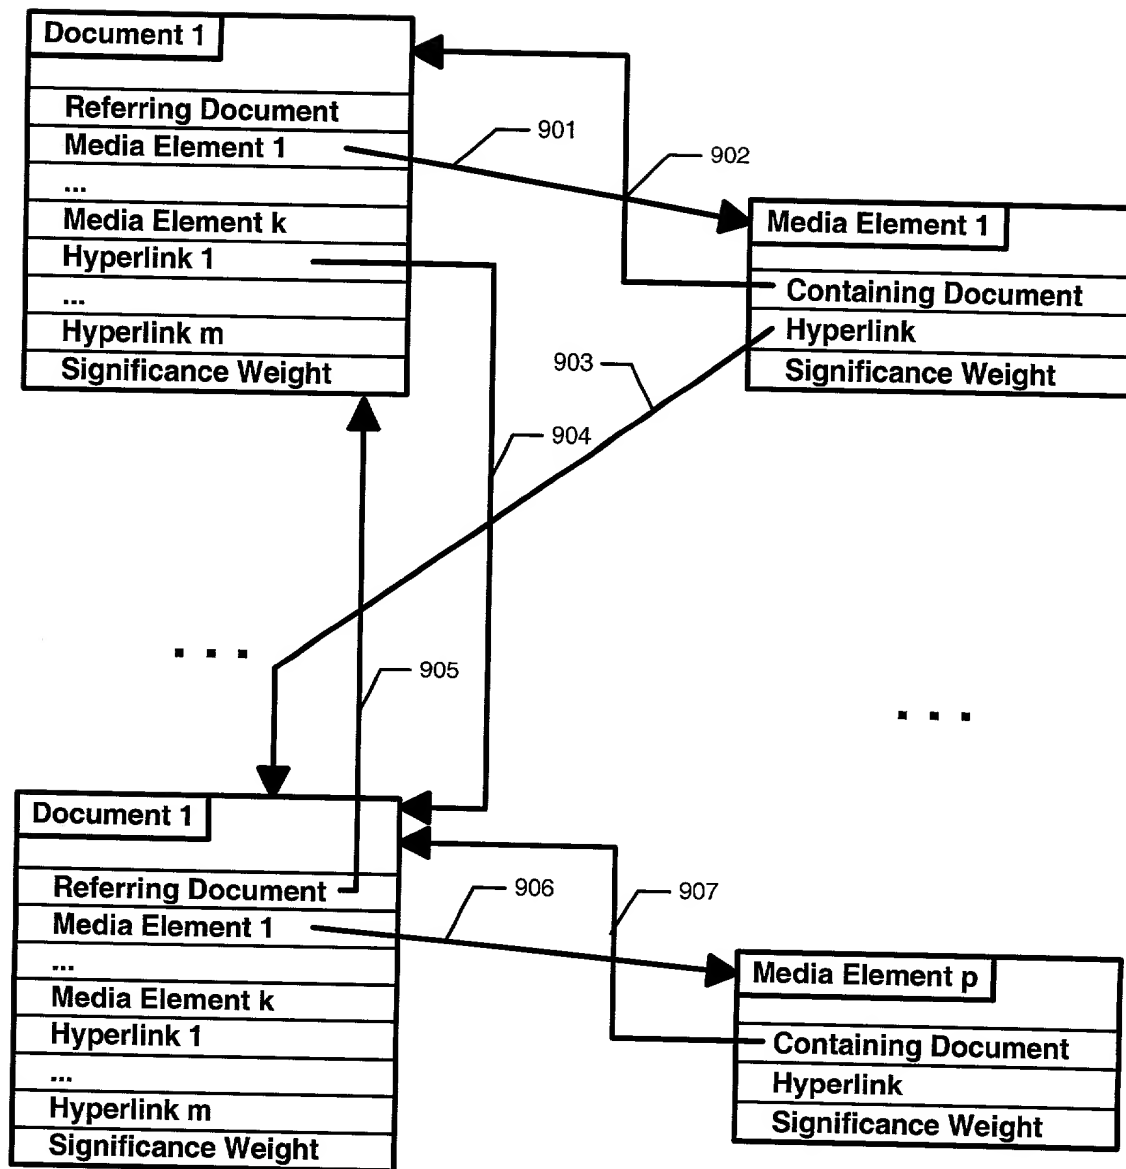 Document 1
Referring Document
Media Element 1
...
Media Element k
Hyperlink 1
...
Hyperlink m
Significance Weight
901
902
Media Element 1
Containing Document
Hyperlink
Significance Weight
903
904
. . .
905
. . .
Document 1
Referring Document
Media Element 1
...
Media Element k
Hyperlink 1
...
Hyperlink m
Significance Weight
906
907
Media Element p
Containing Document
Hyperlink
Significance Weight